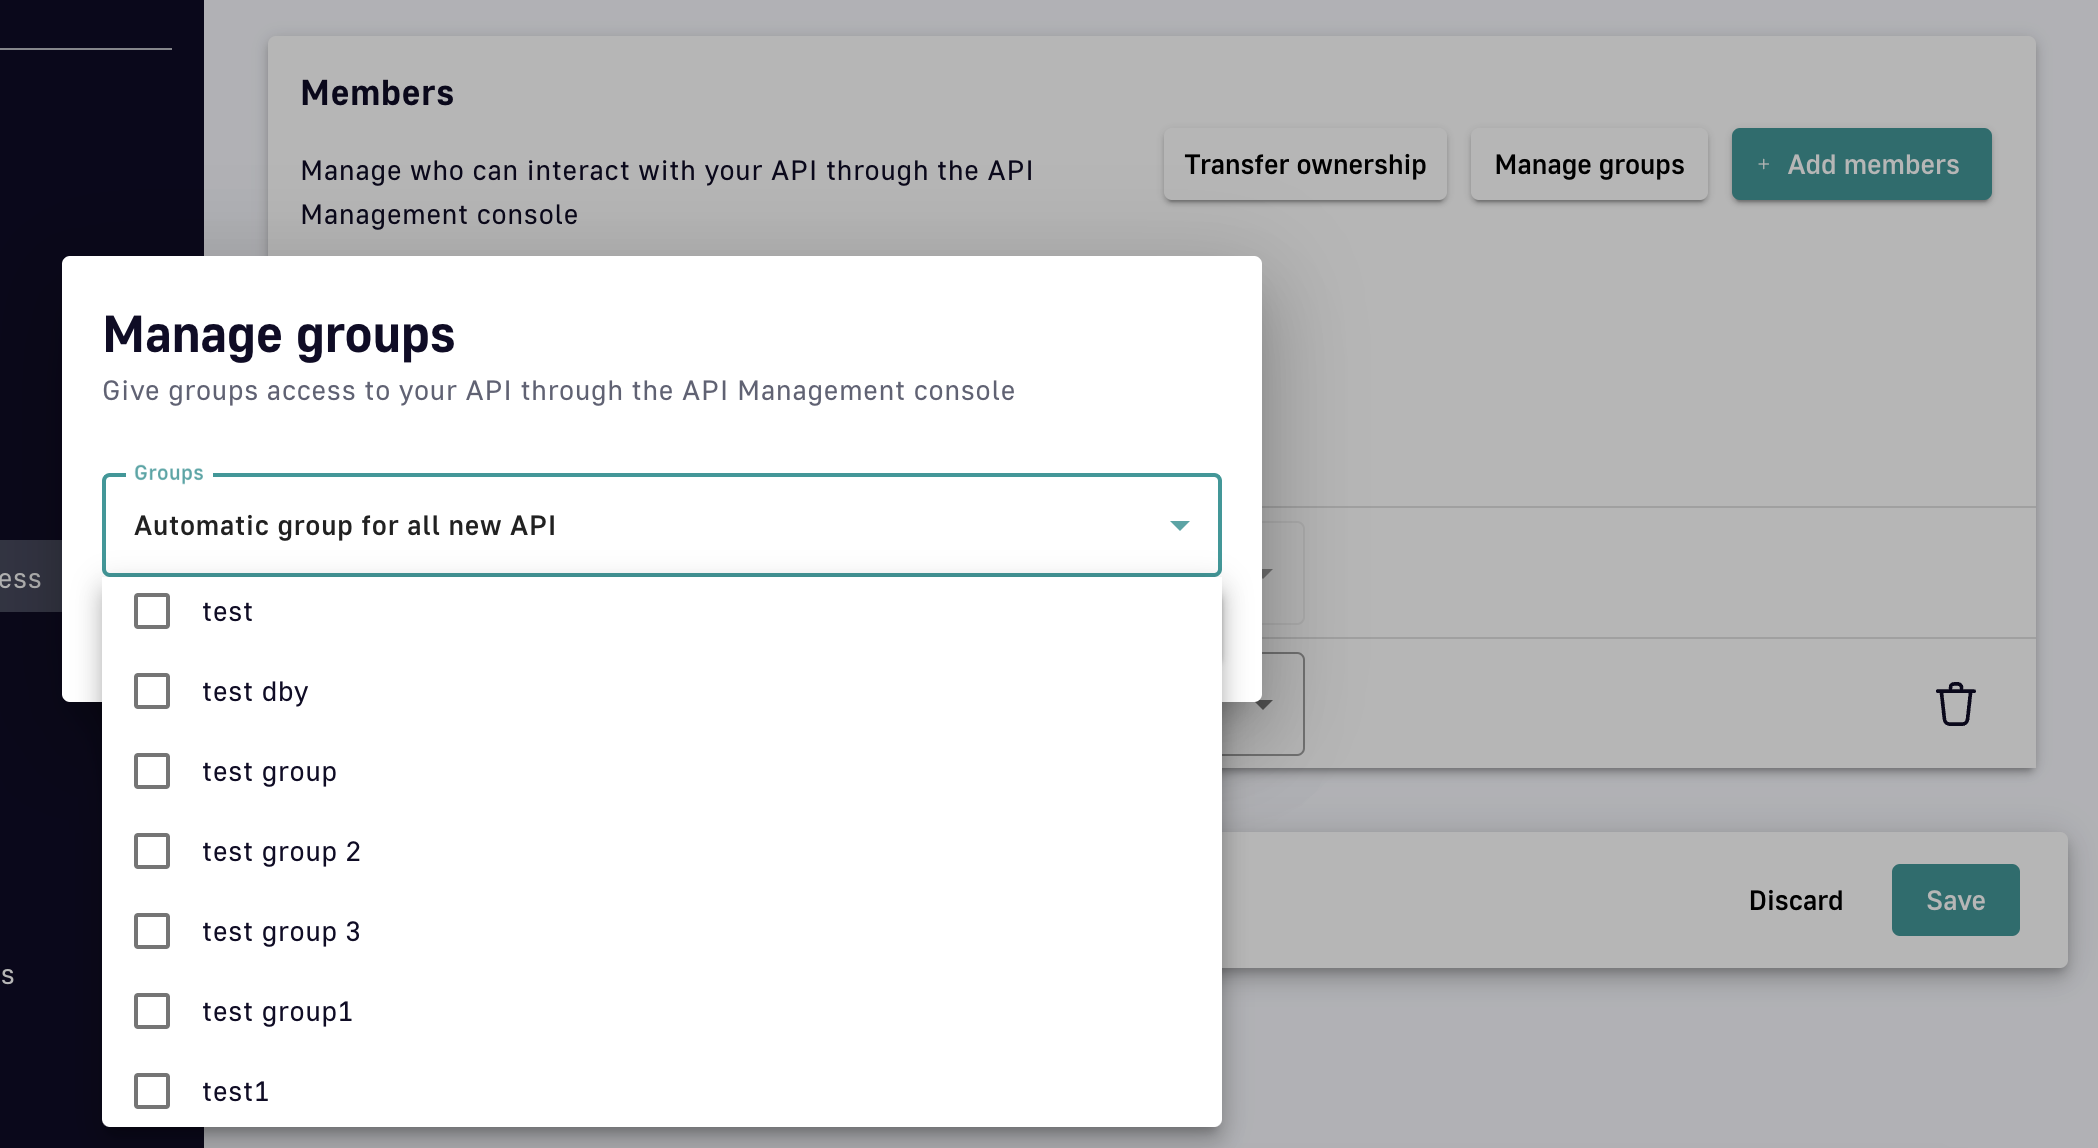 Members
Manage who can interact with your API through the API
Management console
Transfer ownership
Manage groups
+ Add members
Manage groups
Give groups access to your API through the API Management console
Groups
Automatic group for all new API
ess
test
test dby
test group
test group 2
test group 3
test group1
test1
s
Discard
Save